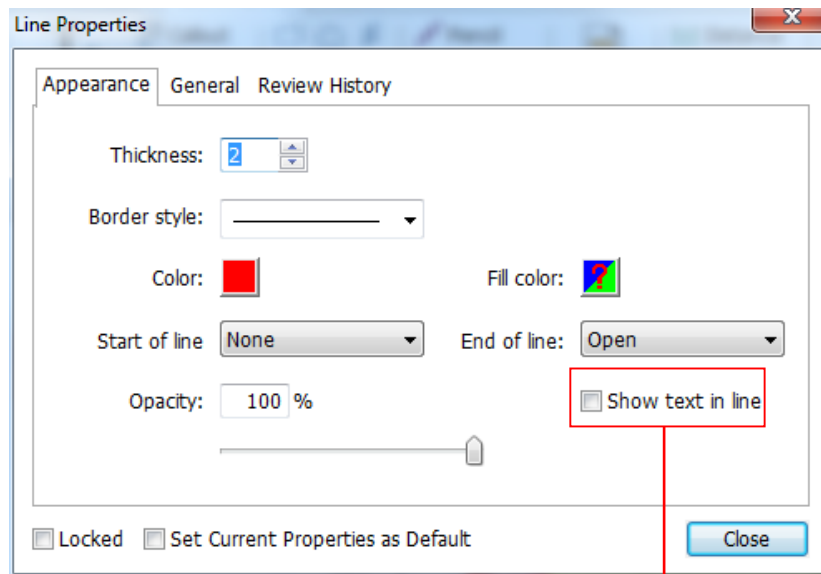 Line Properties
Appearance General Review History
Thickness: 2
Border style:
Color: Fill color: ?
Start of line None End of line: Open
Opacity: 100 % Show text in line
Locked Set Current Properties as Default Close